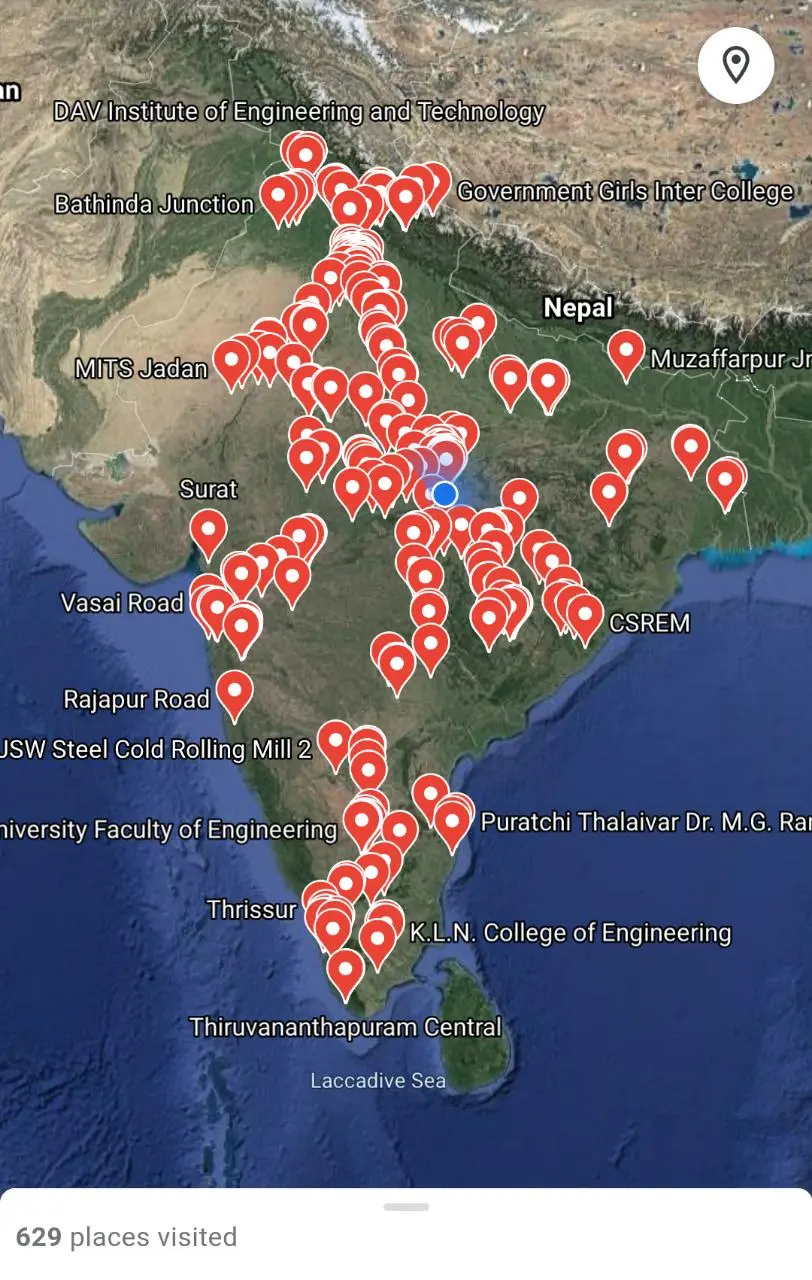 an
DAV Institute of Engineering and Technology
Bathinda Junction
Government Girls Inter College
Nepal
MITS Jadan
Muzaffarpur Jr
Surat
Vasai Road
CSREM
Rajapur Road
JSW Steel Cold Rolling Mill 2
niversity Faculty of Engineering
Puratchi Thalaivar Dr. M.G. Ra
Thrissur
K.L.N. College of Engineering
Thiruvananthapuram Central
Laccadive Sea
629 places visited